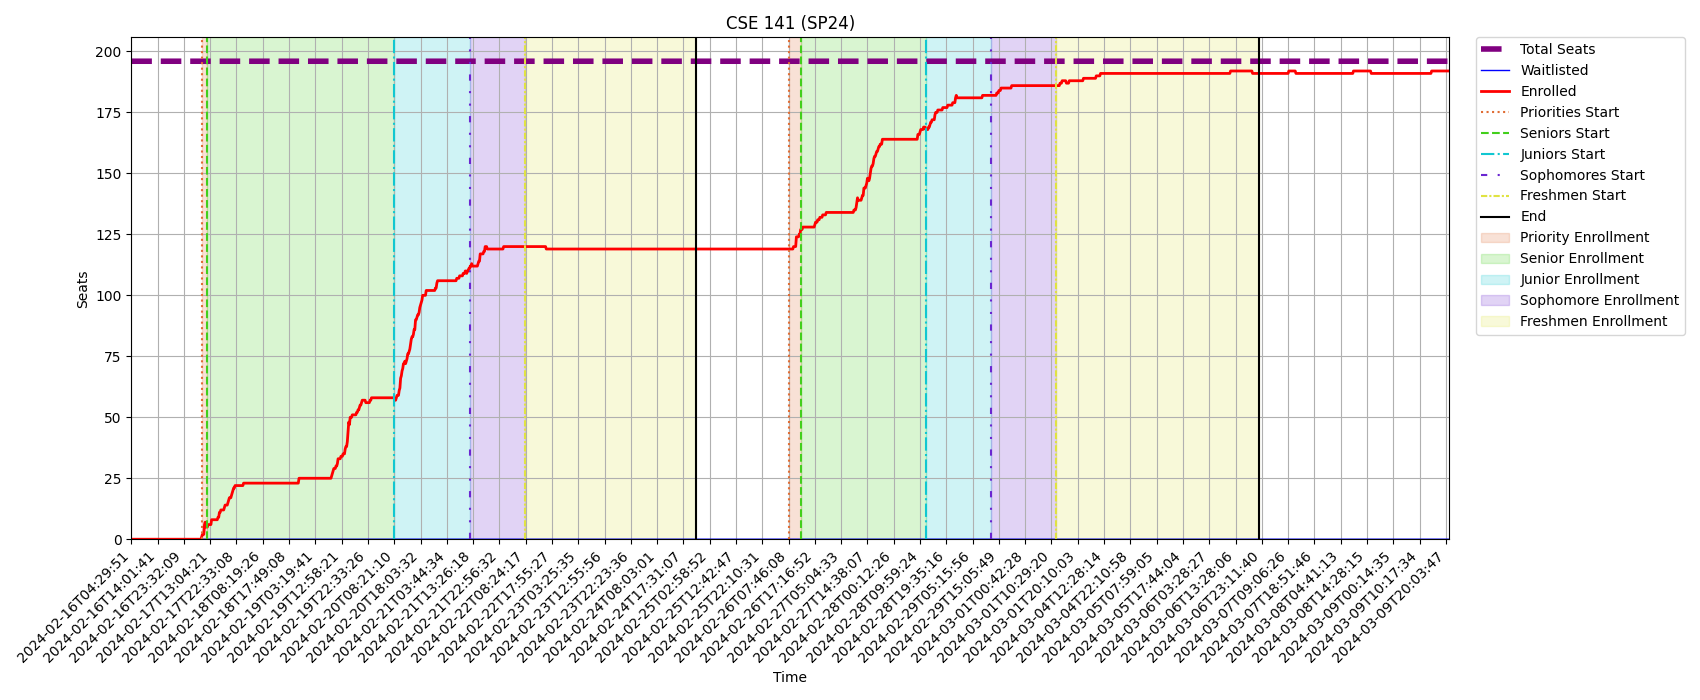 CSE 141 (SP24)
200
175
150
125
100
75
50
25
0
Seats
2024-02-16T04:29:51
2024-02-16T14:01:41
2024-02-16T23:32:09
2024-02-17T13:04:21
2024-02-17T22:33:08
2024-02-18T08:19:26
2024-02-18T17:49:08
2024-02-19T03:19:41
2024-02-19T12:58:21
2024-02-19T22:33:26
2024-02-20T08:21:10
2024-02-20T18:03:32
2024-02-21T03:44:34
2024-02-21T13:26:18
2024-02-21T22:56:32
2024-02-22T08:24:17
2024-02-22T17:55:27
2024-02-23T03:25:35
2024-02-23T12:55:56
2024-02-23T22:23:36
2024-02-24T08:03:01
2024-02-24T17:31:07
2024-02-25T02:58:52
2024-02-25T12:42:47
2024-02-25T22:10:31
2024-02-26T07:46:08
2024-02-26T17:16:52
2024-02-27T05:04:33
2024-02-27T14:38:07
2024-02-28T00:12:26
2024-02-28T09:59:24
2024-02-28T19:35:16
2024-02-29T05:15:56
2024-02-29T15:05:49
2024-03-01T00:42:28
2024-03-01T10:29:20
2024-03-01T20:10:03
2024-03-04T12:28:14
2024-03-04T22:10:58
2024-03-05T07:59:05
2024-03-05T17:44:04
2024-03-06T03:28:27
2024-03-06T13:28:06
2024-03-06T23:11:40
2024-03-07T09:06:26
2024-03-07T18:51:46
2024-03-08T04:41:13
2024-03-08T14:28:15
2024-03-09T00:14:35
2024-03-09T10:17:34
2024-03-09T20:03:47
Time
Total Seats
Waitlisted
Enrolled
Priorities Start
Seniors Start
Juniors Start
Sophomores Start
Freshmen Start
End
Priority Enrollment
Senior Enrollment
Junior Enrollment
Sophomore Enrollment
Freshmen Enrollment